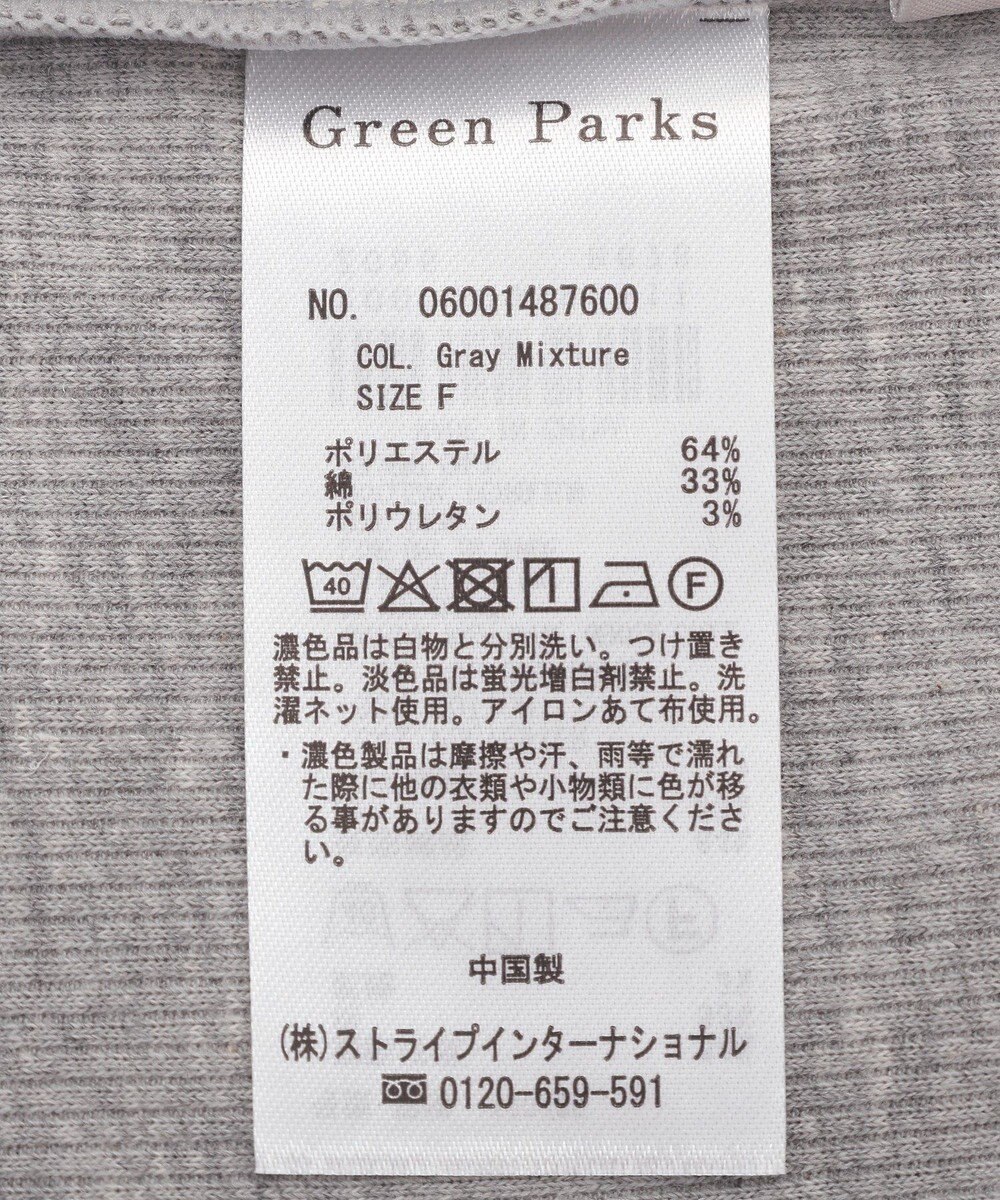 Green Parks
NO. 06001487600
COL. Gray Mixture
SIZE F
ポリエステル 64%
綿 33%
ポリウレタン 3%
40 F
濃色品は白物と分別洗い。つけ置き
禁止。淡色品は蛍光増白剤禁止。洗
濯ネット使用。アイロンあて布使用。
・濃色製品は摩擦や汗、雨等で濡れ
た際に他の衣類や小物類に色が移
る事がありますのでご注意くださ
い。
中国製
(株)ストライプインターナショナル
0120-659-591